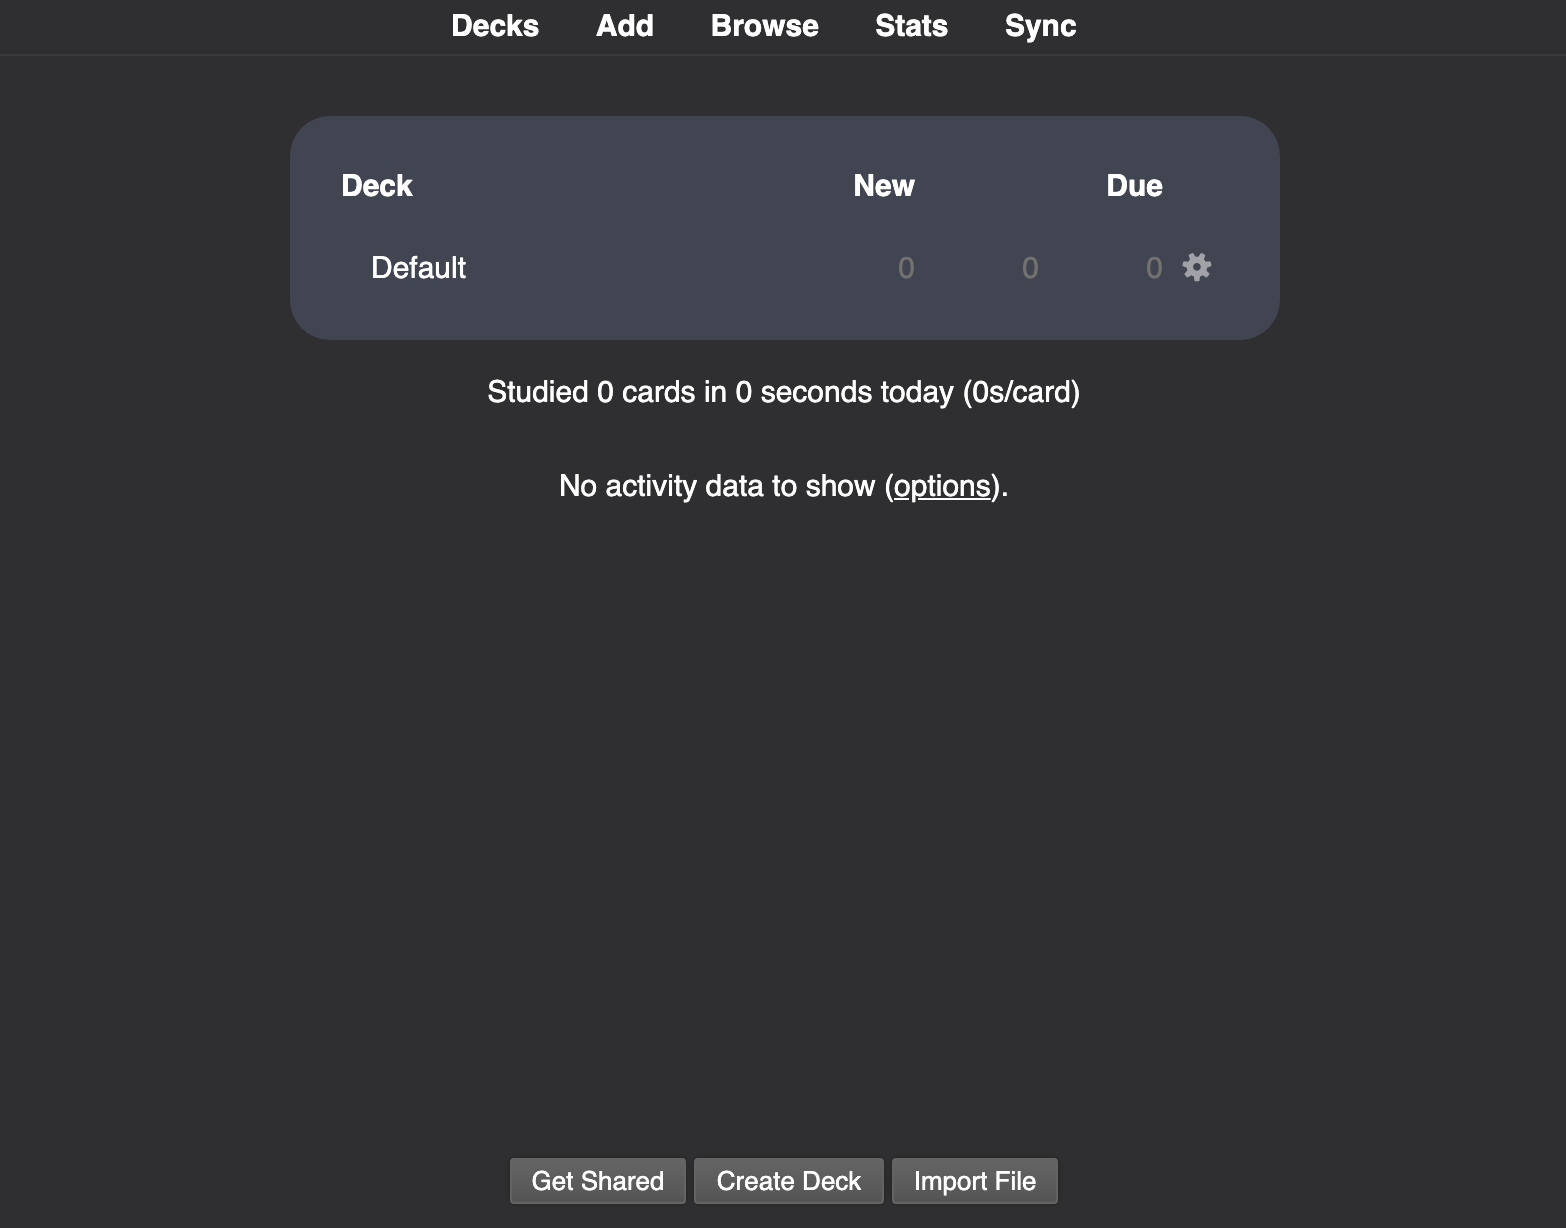 Decks Add Browse Stats Sync
Deck New Due
Default 0 0 0
Studied 0 cards in 0 seconds today (0s/card)
No activity data to show (options).
Get Shared Create Deck Import File